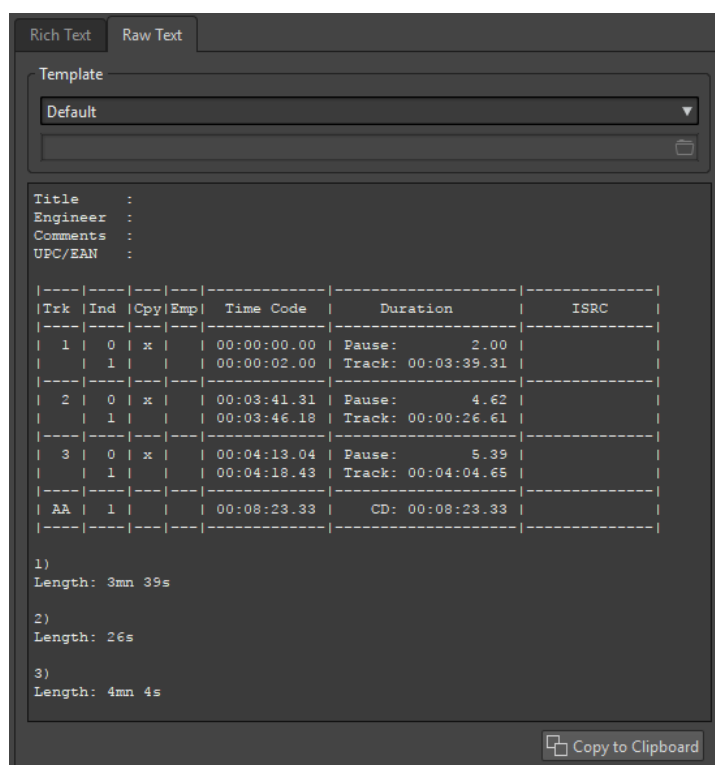 Rich Text Raw Text
Template
Default
Title      :
Engineer   :
Comments   :
UPC/EAN    :
|----|----|---|---|-------------|--------------------|--------------|
|Trk |Ind |Cpy|Emp|  Time Code  |      Duration      |     ISRC     |
|----|----|---|---|-------------|--------------------|--------------|
|  1 |  0 | x |   | 00:00:00.00 | Pause:        2.00 |              |
|    |  1 |   |   | 00:00:02.00 | Track: 00:03:39.31 |              |
|----|----|---|---|-------------|--------------------|--------------|
|  2 |  0 | x |   | 00:03:41.31 | Pause:        4.62 |              |
|    |  1 |   |   | 00:03:46.18 | Track: 00:00:26.61 |              |
|----|----|---|---|-------------|--------------------|--------------|
|  3 |  0 | x |   | 00:04:13.04 | Pause:        5.39 |              |
|    |  1 |   |   | 00:04:18.43 | Track: 00:04:04.65 |              |
|----|----|---|---|-------------|--------------------|--------------|
| AA |  1 |   |   | 00:08:23.33 |    CD: 00:08:23.33 |              |
|----|----|---|---|-------------|--------------------|--------------|
1)
Length: 3mn 39s
2)
Length: 26s
3)
Length: 4mn 4s
Copy to Clipboard